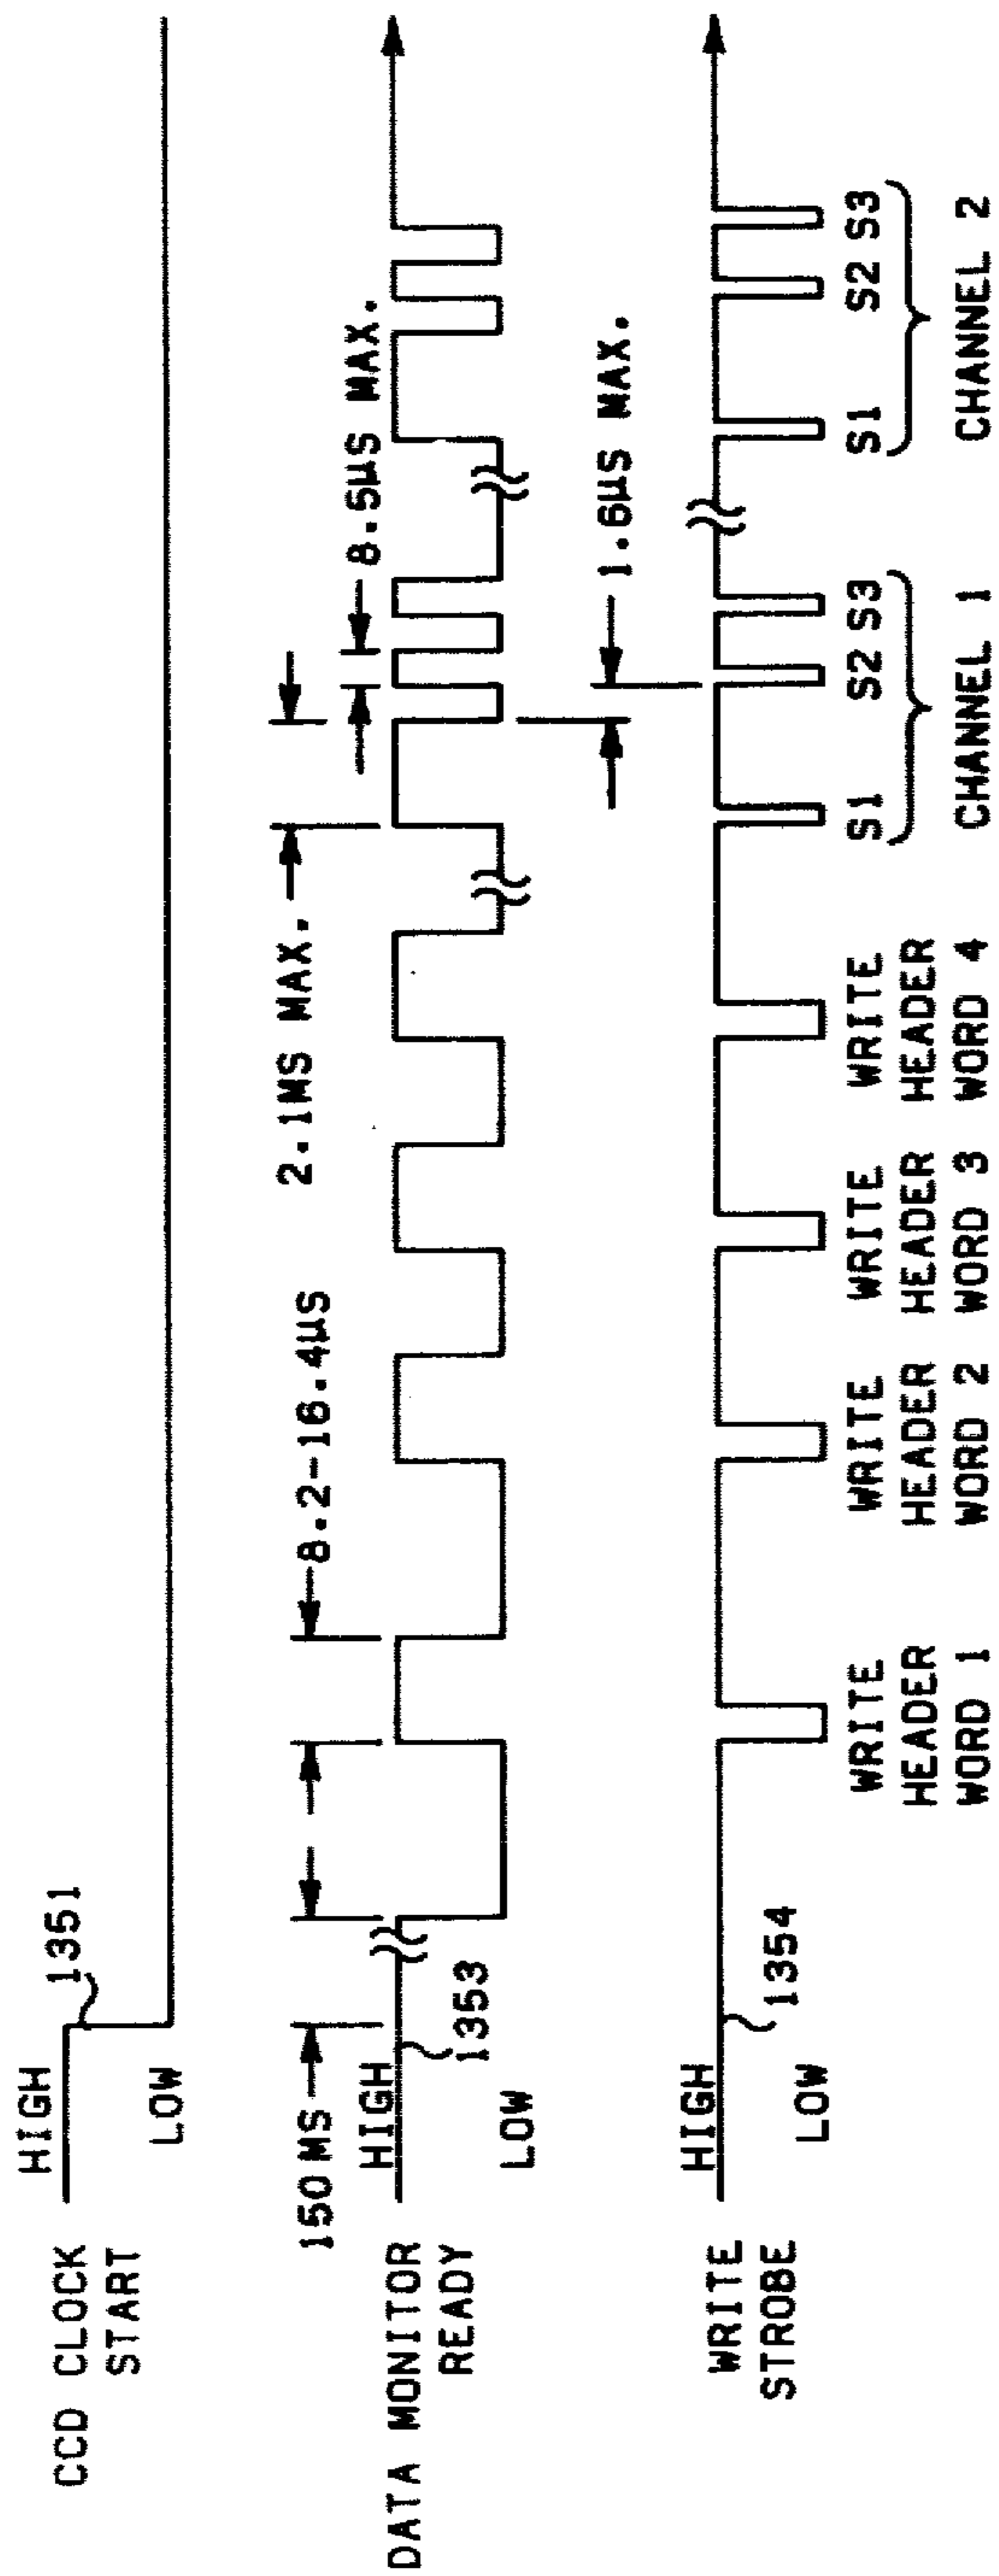 CCD CLOCK
START
HIGH
LOW
1351
DATA MONITOR
READY
150 MS
HIGH
LOW
1353
8.2-16.4µS
2.1MS MAX.
8.5µS MAX.
1.6µS MAX.
WRITE
STROBE
HIGH
LOW
1354
WRITE
HEADER
WORD 1
WRITE
HEADER
WORD 2
WRITE
HEADER
WORD 3
WRITE
HEADER
WORD 4
S1 S2 S3
CHANNEL 1
S1 S2 S3
CHANNEL 2